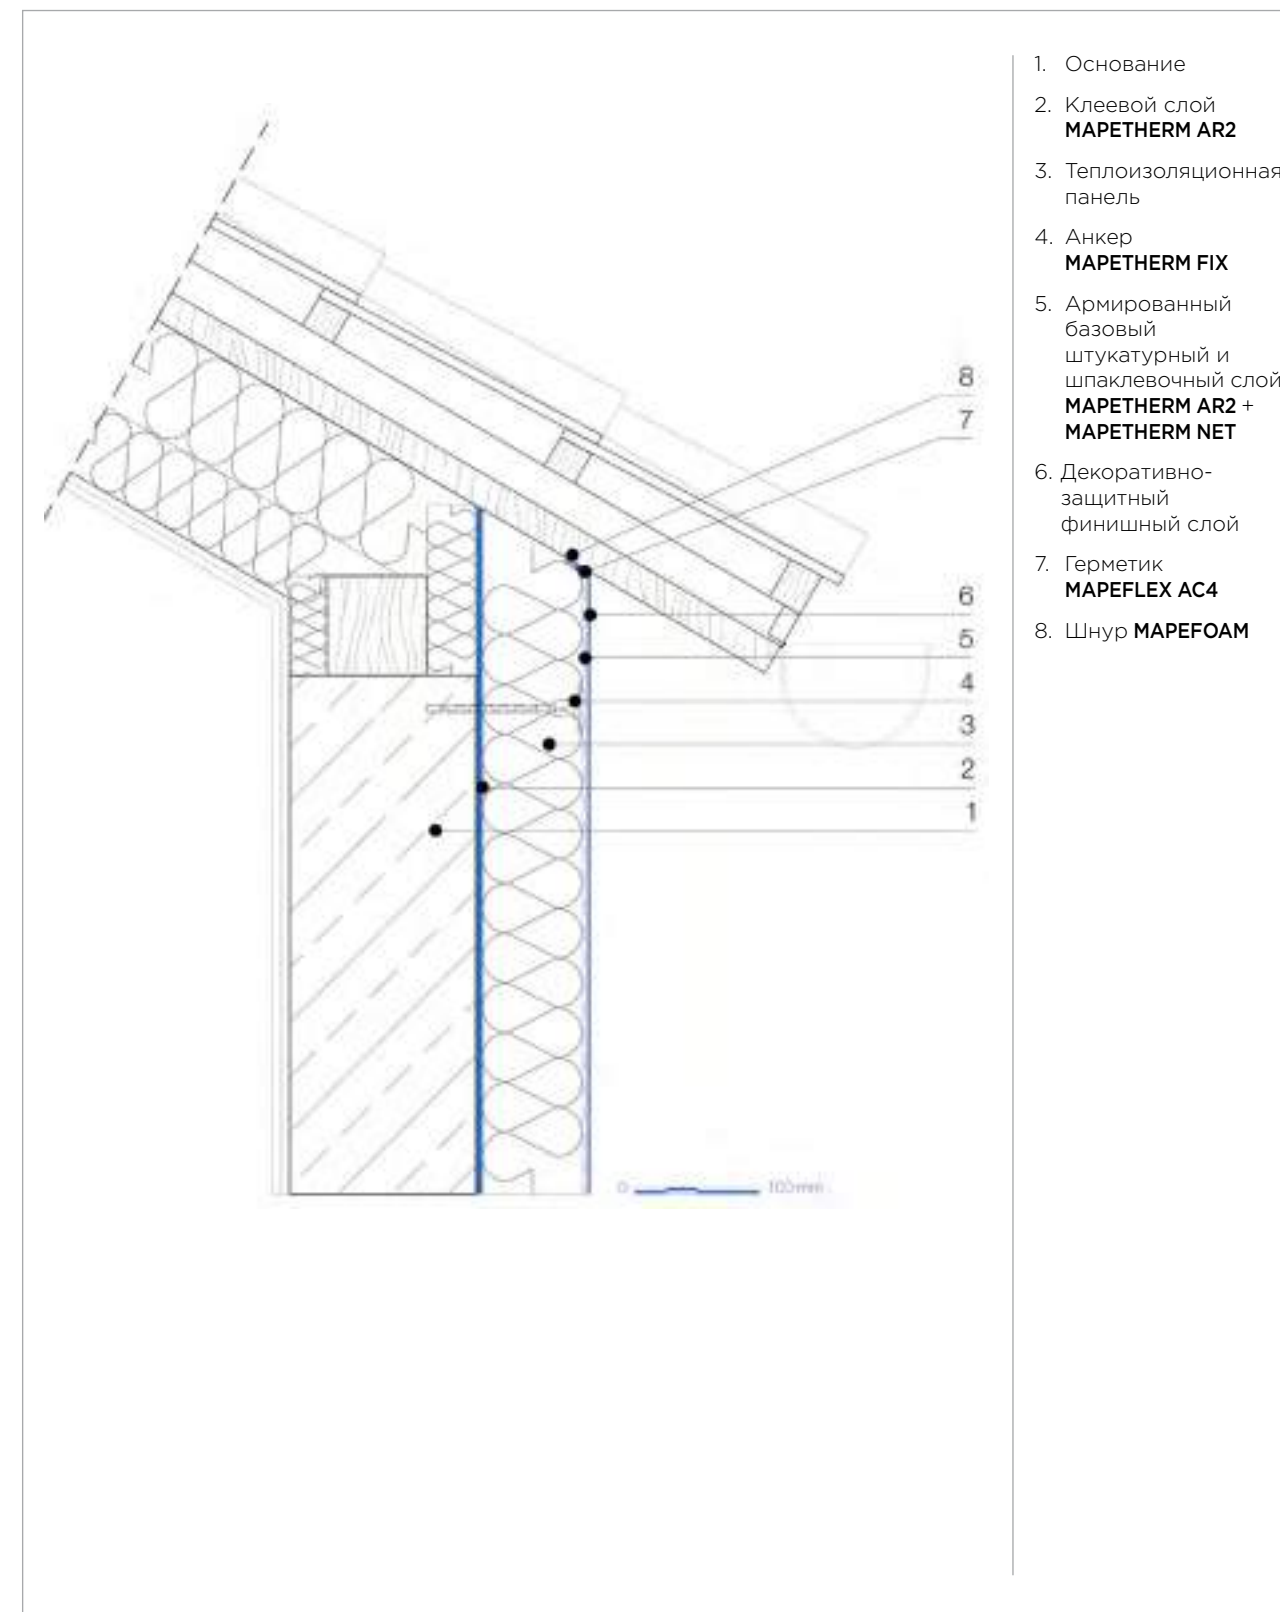 1. Основание
2. Клеевой слой
MAPETHERM AR2
3. Теплоизоляционная
панель
4. Анкер
MAPETHERM FIX
5. Армированный
базовый
штукатурный и
шпаклевочный слой
MAPETHERM AR2 +
MAPETHERM NET
6. Декоративно-
защитный
финишный слой
7. Герметик
MAPEFLEX AC4
8. Шнур MAPEFOAM
8
7
6
5
4
3
2
1
0 100 mm